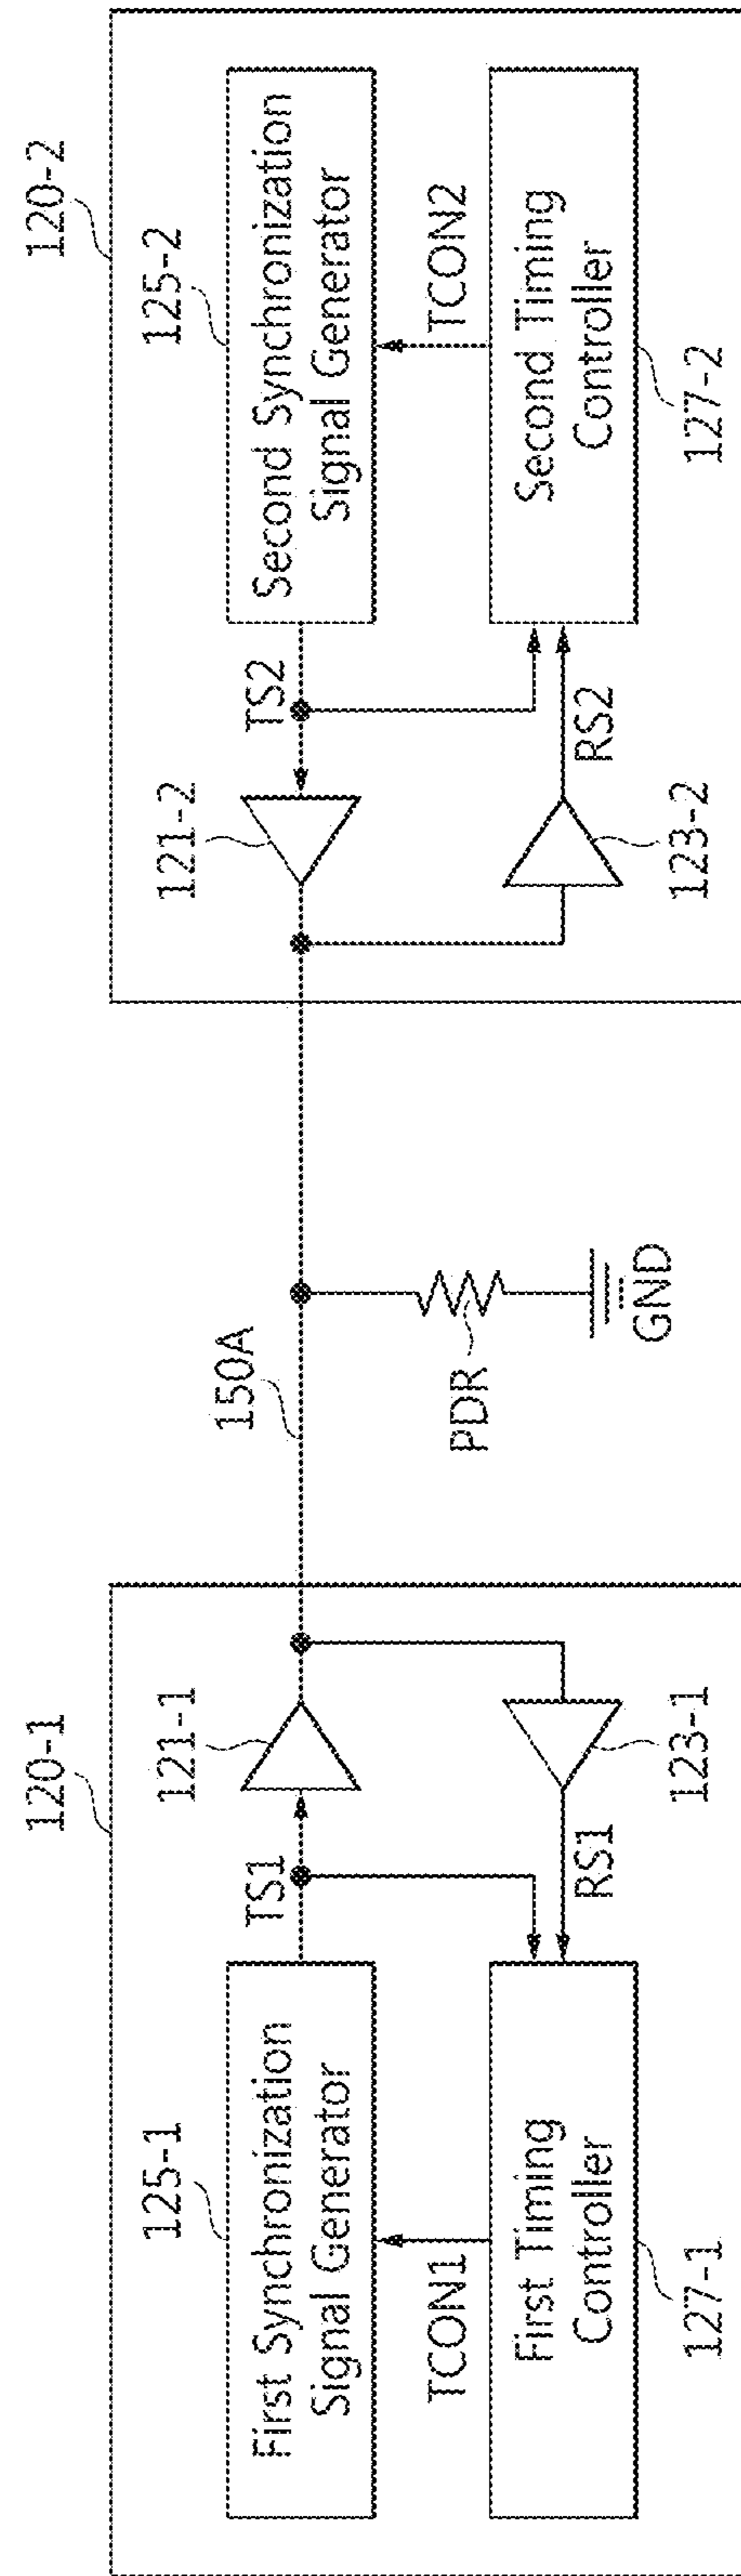 120-1
120-2
125-1
First Synchronization
Signal Generator
TS1
121-1
150A
121-2
TS2
125-2
Second Synchronization
Signal Generator
TCON1
TCON2
First Timing
Controller
127-1
RS1
123-1
PDR
GND
123-2
RS2
Second Timing
Controller
127-2